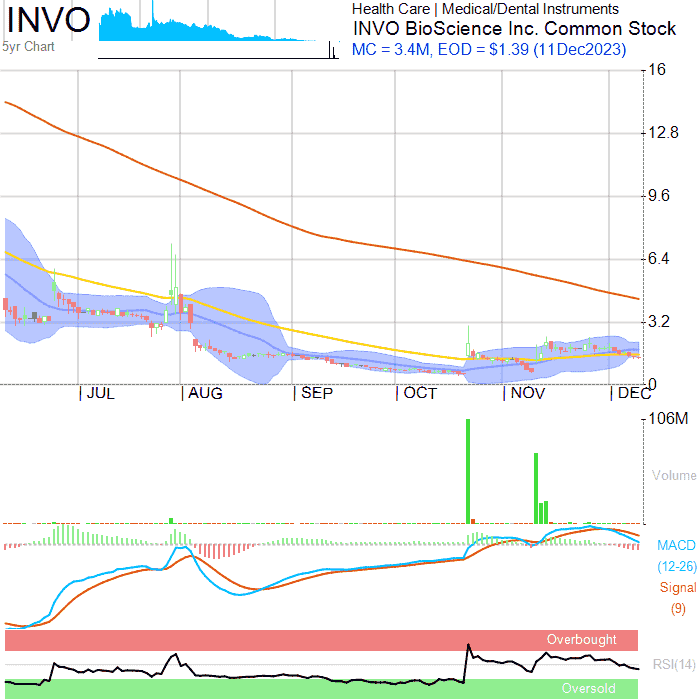 INVO
5yr Chart
Health Care | Medical/Dental Instruments
INVO BioScience Inc. Common Stock
MC = 3.4M, EOD = $1.39 (11Dec2023)
16
12.8
9.6
6.4
3.2
0
JUL
AUG
SEP
OCT
NOV
DEC
106M
Volume
MACD
(12-26)
Signal
(9)
Overbought
RSI(14)
Oversold